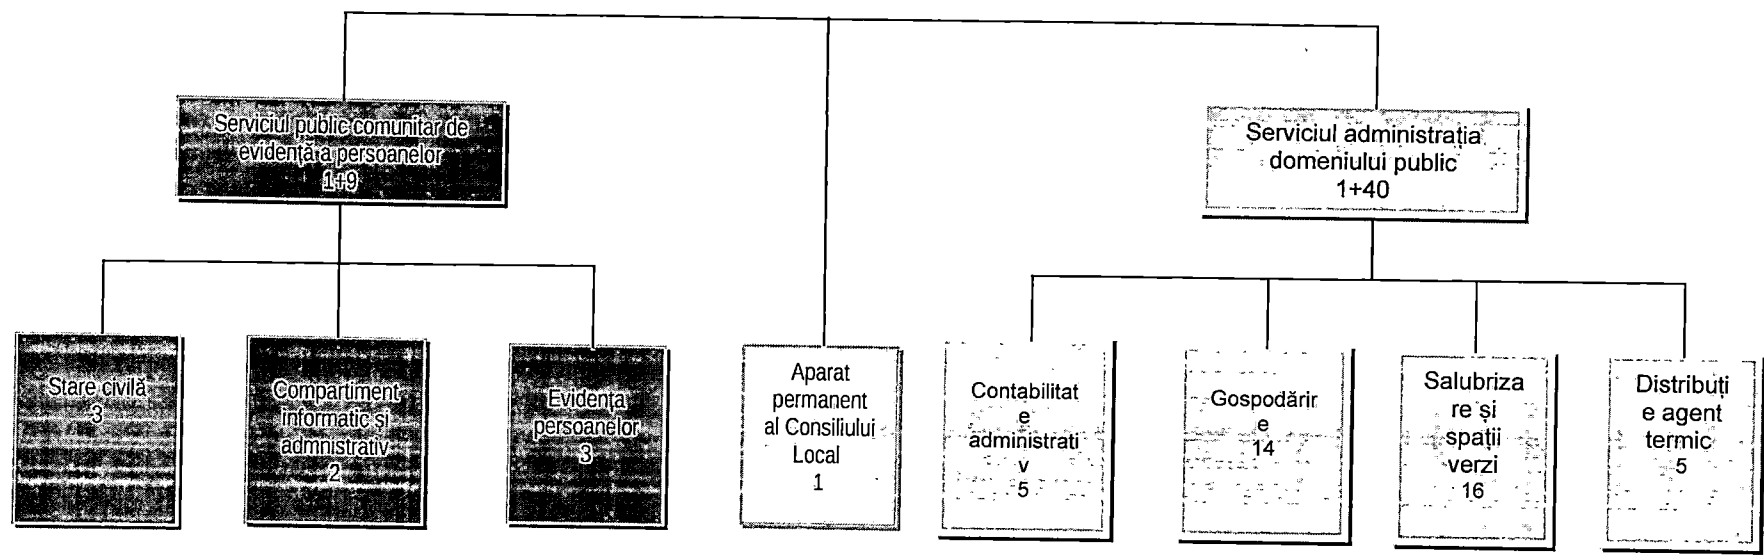 Serviciul public comunitar de
evidență a persoanelor
1+9
Serviciul administrația
domeniului public
1+40
Stare civilă
3
Compartiment
informatic și
admnistrativ
2
Evidența
persoanelor
3
Aparat
permanent
al Consiliului
Local
1
Contabilitat
e
administrati
v
5
Gospodărir
e
14
Salubriza
re și
spații
verzi
16
Distribuți
e agent
termic
5